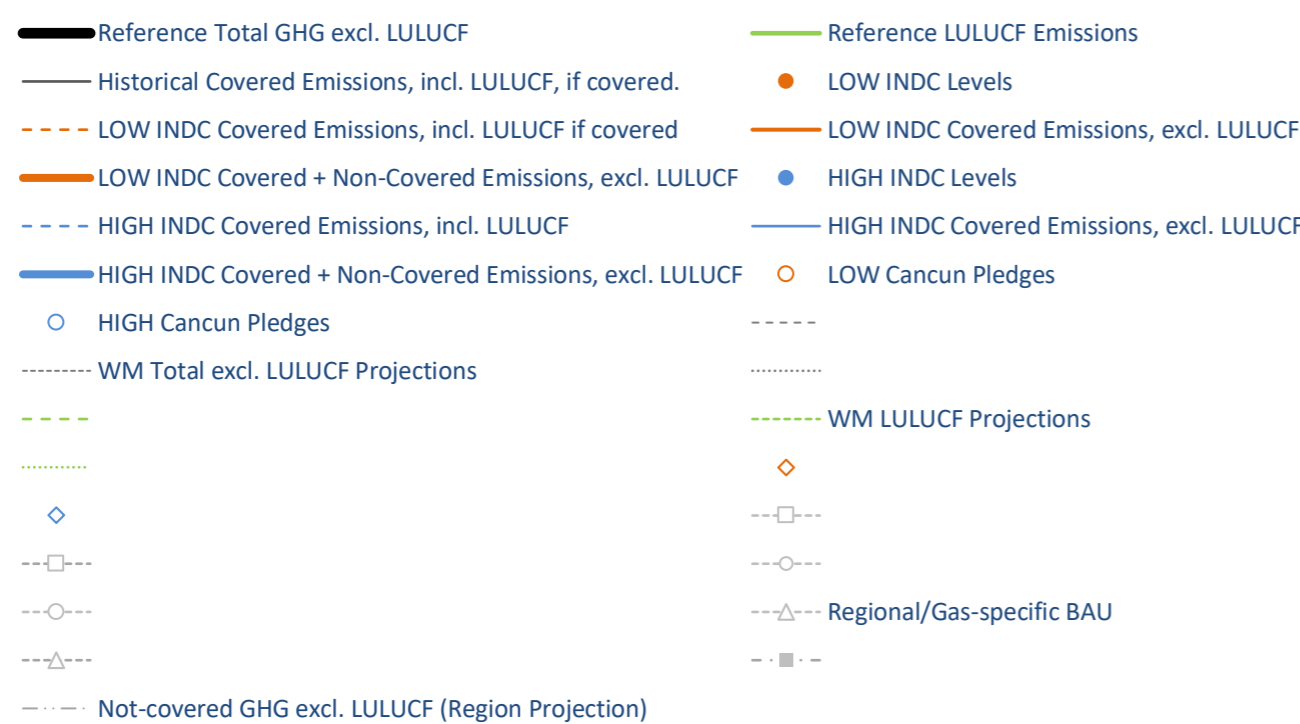 Reference Total GHG excl. LULUCF
Reference LULUCF Emissions
Historical Covered Emissions, incl. LULUCF, if covered.
LOW INDC Levels
LOW INDC Covered Emissions, incl. LULUCF if covered
LOW INDC Covered Emissions, excl. LULUCF
LOW INDC Covered + Non-Covered Emissions, excl. LULUCF
HIGH INDC Levels
HIGH INDC Covered Emissions, incl. LULUCF
HIGH INDC Covered Emissions, excl. LULUCF
HIGH INDC Covered + Non-Covered Emissions, excl. LULUCF
LOW Cancun Pledges
HIGH Cancun Pledges
WM Total excl. LULUCF Projections
WM LULUCF Projections
Regional/Gas-specific BAU
Not-covered GHG excl. LULUCF (Region Projection)